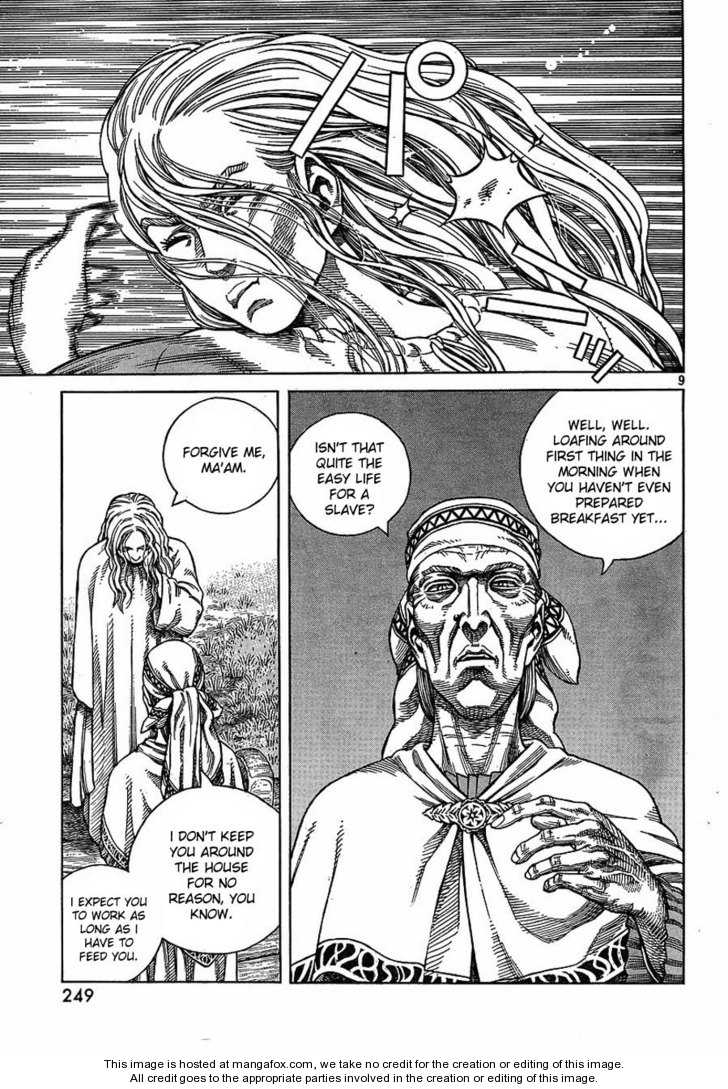 パン
9
WELL, WELL.
LOAFING AROUND
FIRST THING IN THE
MORNING WHEN
YOU HAVEN'T EVEN
PREPARED
BREAKFAST YET...
ISN'T THAT
QUITE THE
EASY LIFE
FOR A
SLAVE?
FORGIVE ME,
MA'AM.
I DON'T KEEP
YOU AROUND
THE HOUSE
FOR NO
REASON, YOU
KNOW.
I EXPECT YOU
TO WORK AS
LONG AS I
HAVE TO
FEED YOU.
249
This image is hosted at mangafox.com, we take no credit for the creation or editing of this image.
All credit goes to the appropriate parties involved in the creation or editing of this image.